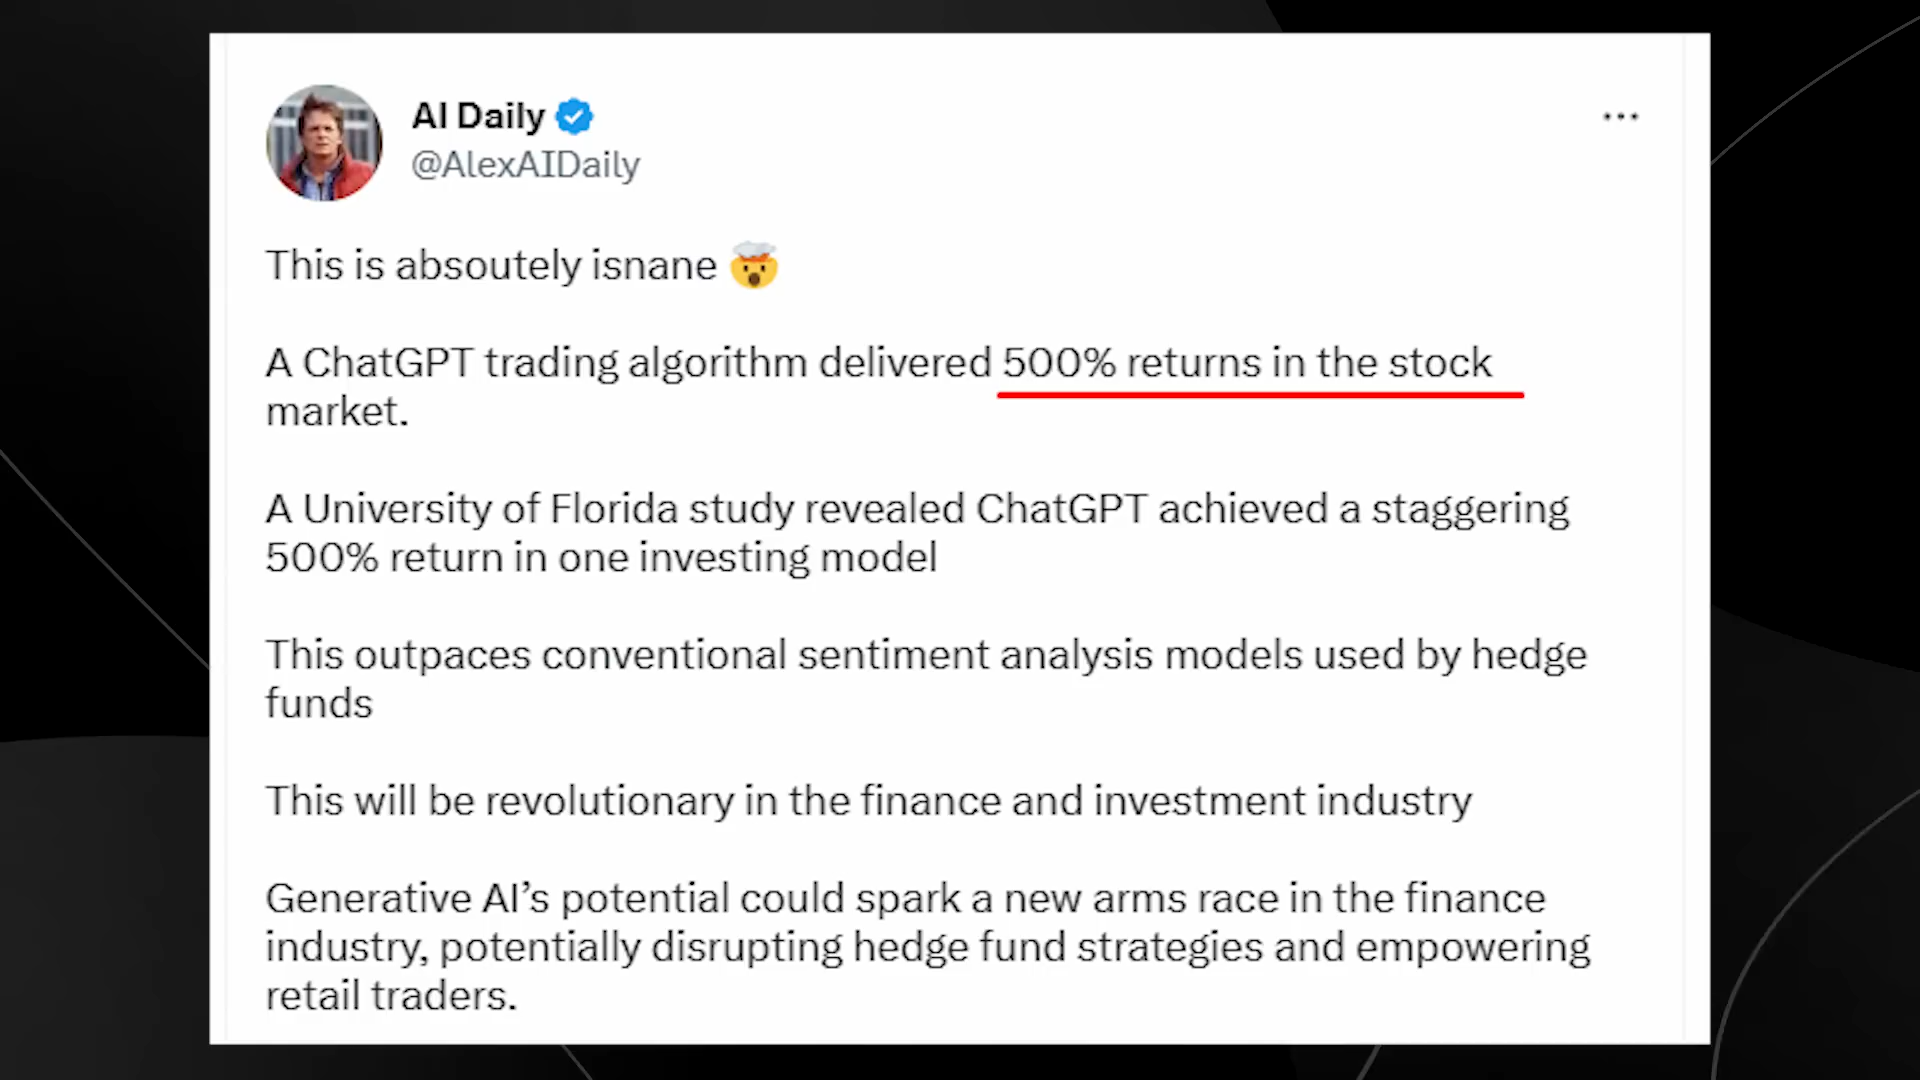 AI Daily
@AlexAIDaily
This is absoutely isnane 🤯
A ChatGPT trading algorithm delivered 500% returns in the stock
market.
A University of Florida study revealed ChatGPT achieved a staggering
500% return in one investing model
This outpaces conventional sentiment analysis models used by hedge
funds
This will be revolutionary in the finance and investment industry
Generative AI’s potential could spark a new arms race in the finance
industry, potentially disrupting hedge fund strategies and empowering
retail traders.